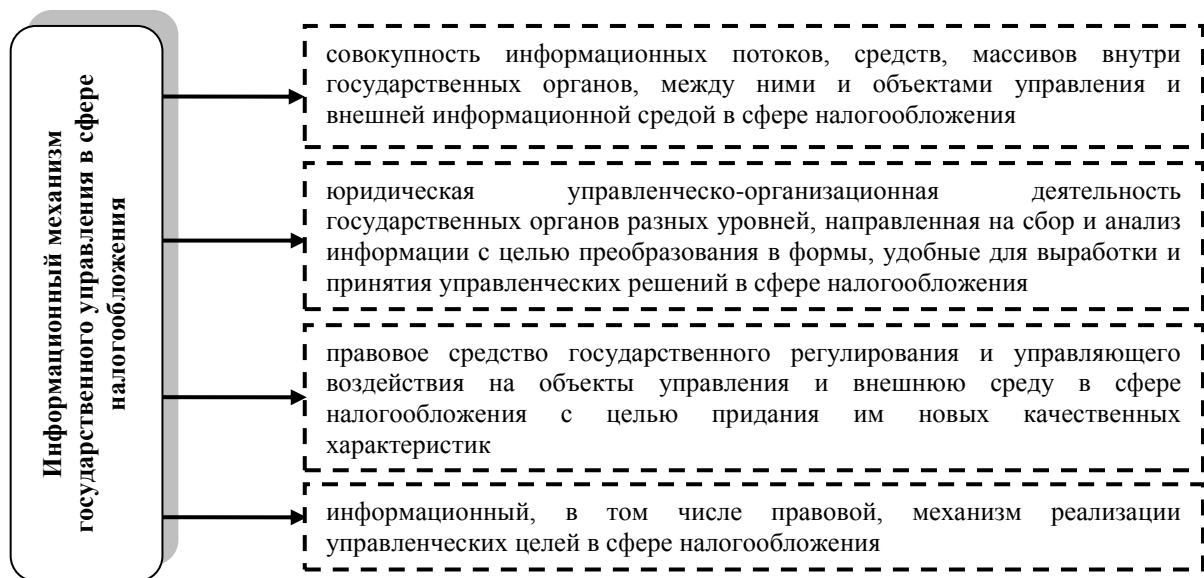 Информационный механизм
государственного управления в сфере
налогообложения
совокупность информационных потоков, средств, массивов внутри
государственных органов, между ними и объектами управления и
внешней информационной средой в сфере налогообложения
юридическая управленческо-организационная деятельность
государственных органов разных уровней, направленная на сбор и анализ
информации с целью преобразования в формы, удобные для выработки и
принятия управленческих решений в сфере налогообложения
правовое средство государственного регулирования и управляющего
воздействия на объекты управления и внешнюю среду в сфере
налогообложения с целью придания им новых качественных
характеристик
информационный, в том числе правовой, механизм реализации
управленческих целей в сфере налогообложения